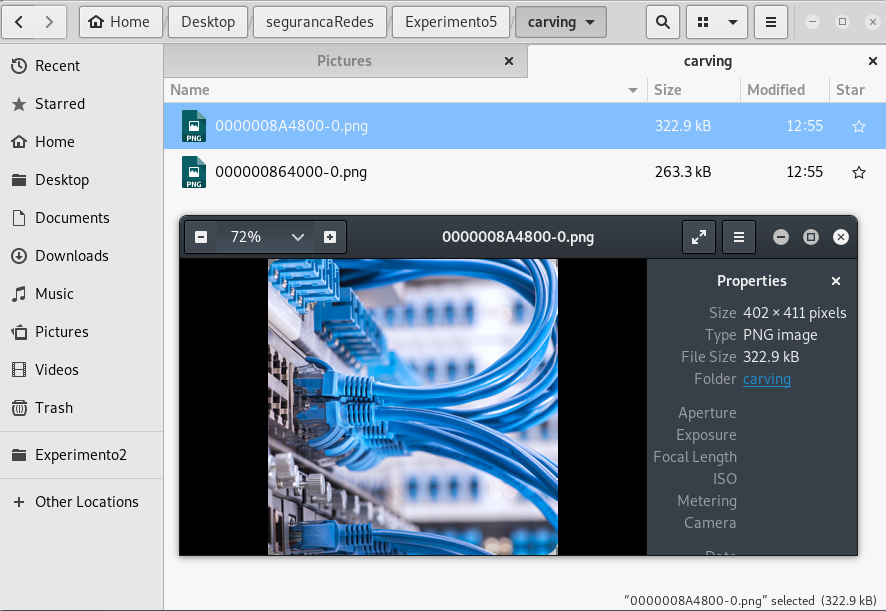 Home Desktop segurancaRedes Experimento5 carving
Pictures carving
Name Size Modified Star
PNG 0000008A4800-0.png 322.9 kB 12:55
PNG 000000864000-0.png 263.3 kB 12:55
Recent
Starred
Home
Desktop
Documents
Downloads
Music
Pictures
Videos
Trash
Experimento2
Other Locations
72% 0000008A4800-0.png
Properties
Size 402 × 411 pixels
Type PNG image
File Size 322.9 kB
Folder carving
Aperture
Exposure
Focal Length
ISO
Metering
Camera
“0000008A4800-0.png” selected (322.9 kB)